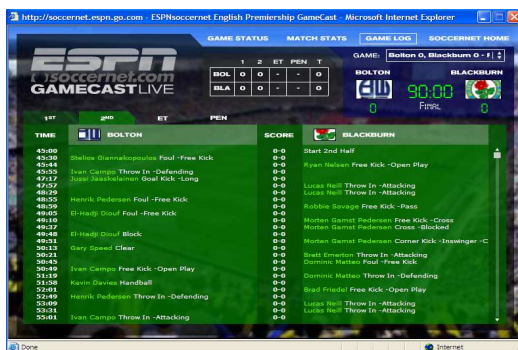 http://soccernet.espn.go.com - ESPNsoccernet English Premiership GameCast - Microsoft Internet Explorer
GAME STATUS MATCH STATS GAME LOG SOCCERNET HOME
ESPN
soccernet.com
GAMECASTLIVE
1 2 ET PEN T
BOL 0 0 - - 0
BLA 0 0 - - 0
GAME: Bolton 0, Blackburn 0 - F
BOLTON BLACKBURN
90:00
0 FINAL 0
1ST 2ND ET PEN
TIME BOLTON SCORE BLACKBURN
45:00 0-0 Start 2nd Half
45:30 Stelios Giannakopoulos Foul -Free Kick 0-0
45:44 0-0 Ryan Nelsen Free Kick -Open Play
45:55 Ivan Campo Throw In -Defending 0-0
47:17 Jussi Jaaskelainen Goal Kick -Long 0-0
47:57 0-0 Lucas Neill Throw In -Attacking
48:29 0-0 Lucas Neill Throw In -Attacking
48:55 Henrik Pedersen Foul -Free Kick 0-0
48:59 0-0 Robbie Savage Free Kick -Pass
49:05 El-Hadji Diouf Foul -Free Kick 0-0
49:10 0-0 Morten Gamst Pedersen Free Kick -Cross
49:37 0-0 Morten Gamst Pedersen Cross -Blocked
49:48 El-Hadji Diouf Block 0-0
49:51 0-0 Morten Gamst Pedersen Corner Kick -Inswinger -C
50:13 Gary Speed Clear 0-0
50:21 0-0 Brett Emerton Throw In -Attacking
50:45 0-0 Dominic Matteo Foul -Free Kick
50:49 Ivan Campo Free Kick -Open Play 0-0
51:19 0-0 Dominic Matteo Throw In -Defending
51:58 Kevin Davies Handball 0-0
52:01 0-0 Brad Friedel Free Kick -Open Play
52:49 Henrik Pedersen Throw In -Defending 0-0
53:09 0-0 Lucas Neill Throw In -Attacking
53:31 0-0 Lucas Neill Throw In -Attacking
55:01 Ivan Campo Throw In -Attacking 0-0
Done Internet